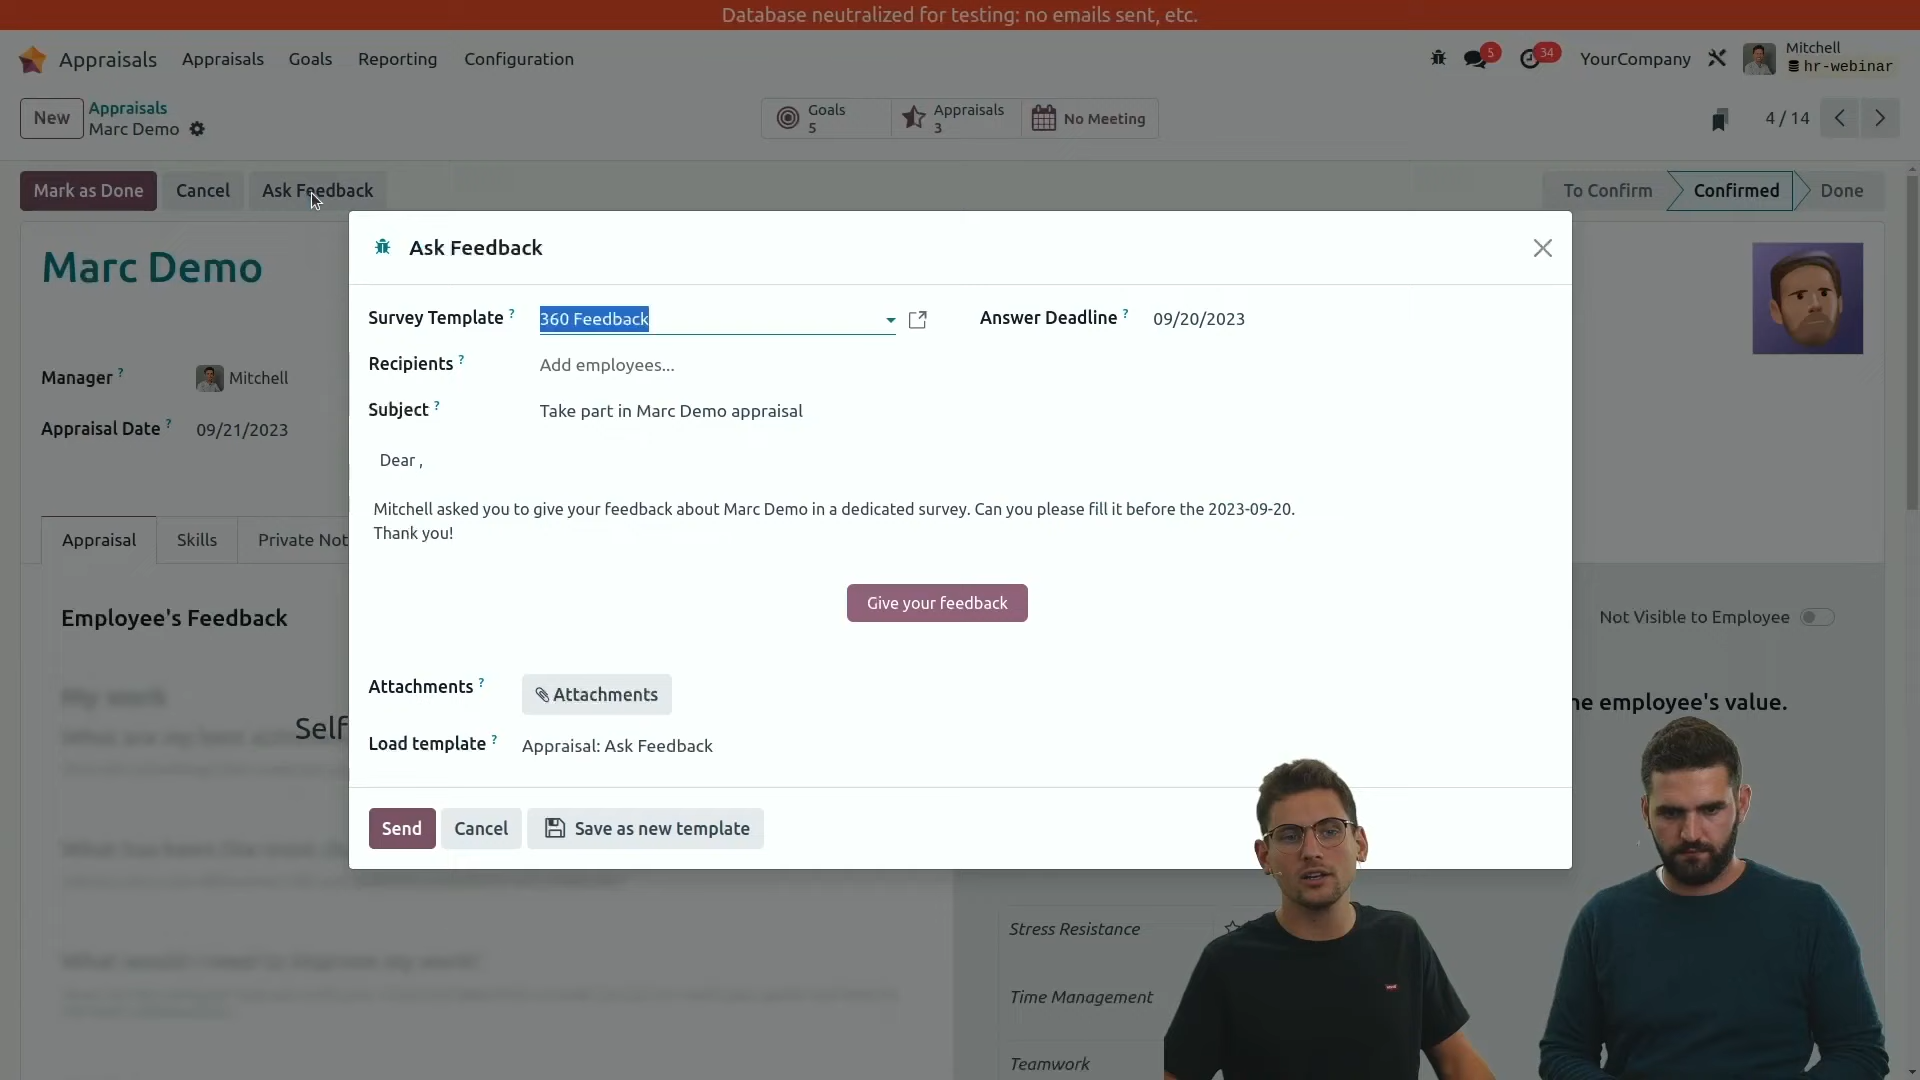 Database neutralized for testing: no emails sent, etc.
Appraisals Appraisals Goals Reporting Configuration
5 34 YourCompany Mitchell
hr-webinar
New Appraisals
Marc Demo
Goals
5
Appraisals
3
No Meeting
4 / 14
Mark as Done Cancel Ask Feedback
To Confirm Confirmed Done
Marc Demo
Manager ? Mitchell
Appraisal Date ? 09/21/2023
Appraisal Skills Private Not
Employee's Feedback
Self
Not Visible to Employee
employee's value.
Stress Resistance
Time Management
Teamwork
Ask Feedback
Survey Template ? 360 Feedback
Answer Deadline ? 09/20/2023
Recipients ? Add employees...
Subject ? Take part in Marc Demo appraisal
Dear ,
Mitchell asked you to give your feedback about Marc Demo in a dedicated survey. Can you please fill it before the 2023-09-20.
Thank you!
Give your feedback
Attachments ? Attachments
Load template ? Appraisal: Ask Feedback
Send Cancel Save as new template